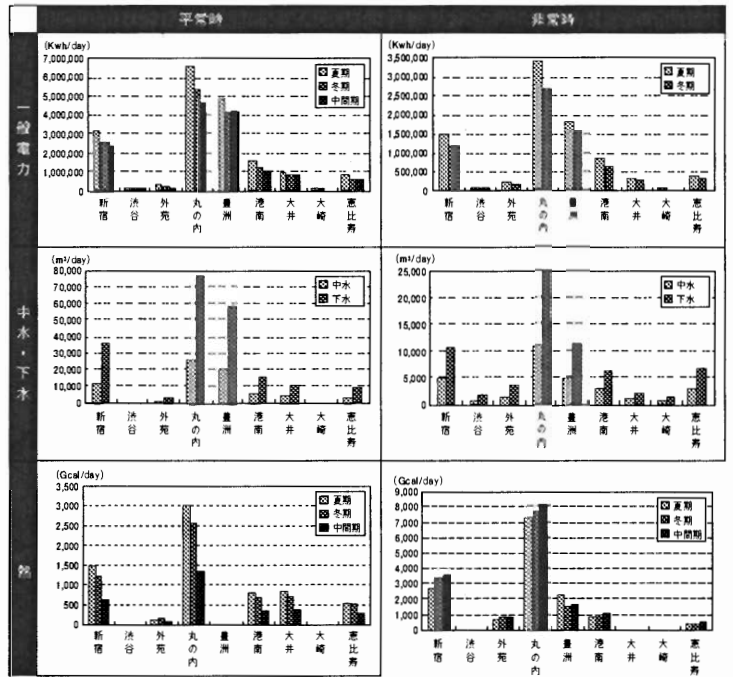 平常時
非常時
一般電力
(Kwh/day)
7,000,000
6,000,000
5,000,000
4,000,000
3,000,000
2,000,000
1,000,000
0
夏期
冬期
中間期
新宿
渋谷
外苑
丸の内
豊洲
港南
大井
大崎
恵比寿
(Kwh/day)
3,500,000
3,000,000
2,500,000
2,000,000
1,500,000
1,000,000
500,000
0
夏期
冬期
新宿
渋谷
外苑
丸の内
豊洲
港南
大井
大崎
恵比寿
中水・下水
(m³/day)
80,000
70,000
60,000
50,000
40,000
30,000
20,000
10,000
0
中水
下水
新宿
渋谷
外苑
丸の内
豊洲
港南
大井
大崎
恵比寿
(m³/day)
25,000
20,000
15,000
10,000
5,000
0
中水
下水
新宿
渋谷
外苑
丸の内
豊洲
港南
大井
大崎
恵比寿
熱
(Gcal/day)
3,500
3,000
2,500
2,000
1,500
1,000
500
0
夏期
冬期
中間期
新宿
渋谷
外苑
丸の内
豊洲
港南
大井
大崎
恵比寿
(Gcal/day)
9,000
8,000
7,000
6,000
5,000
4,000
3,000
2,000
1,000
0
夏期
冬期
中間期
新宿
渋谷
外苑
丸の内
豊洲
港南
大井
大崎
恵比寿